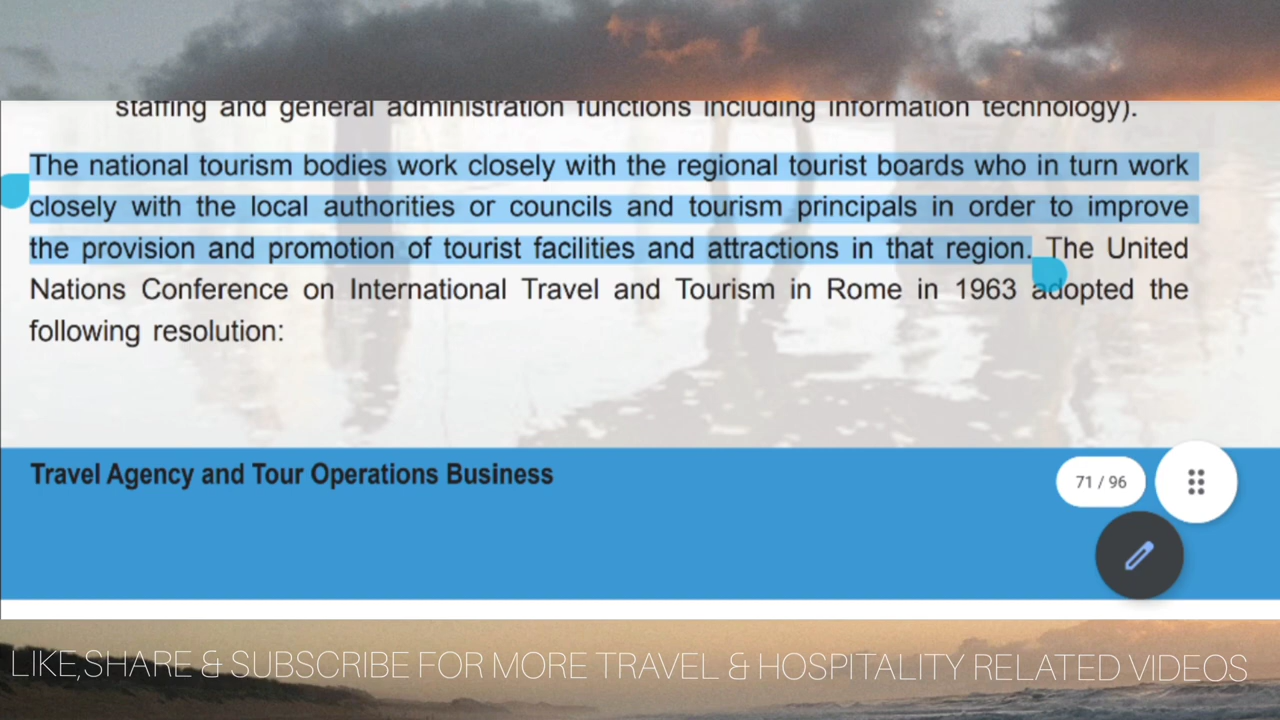 staffing and general administration functions including information technology).
The national tourism bodies work closely with the regional tourist boards who in turn work
closely with the local authorities or councils and tourism principals in order to improve
the provision and promotion of tourist facilities and attractions in that region. The United
Nations Conference on International Travel and Tourism in Rome in 1963 adopted the
following resolution:
Travel Agency and Tour Operations Business
71 / 96
LIKE,SHARE & SUBSCRIBE FOR MORE TRAVEL & HOSPITALITY RELATED VIDEOS